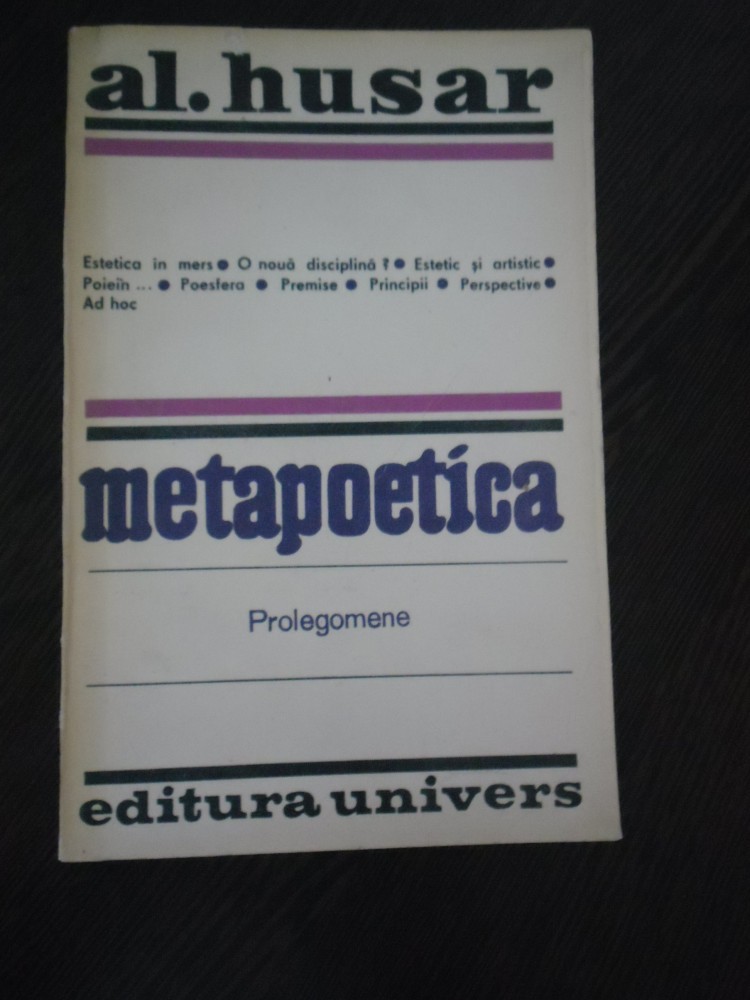 al. husar
Estetica în mers ● O nouă disciplină ? ● Estetic și artistic ●
Poieîn ... ● Poesfera ● Premise ● Principii ● Perspective ●
Ad hoc
metapoetica
Prolegomene
editura univers